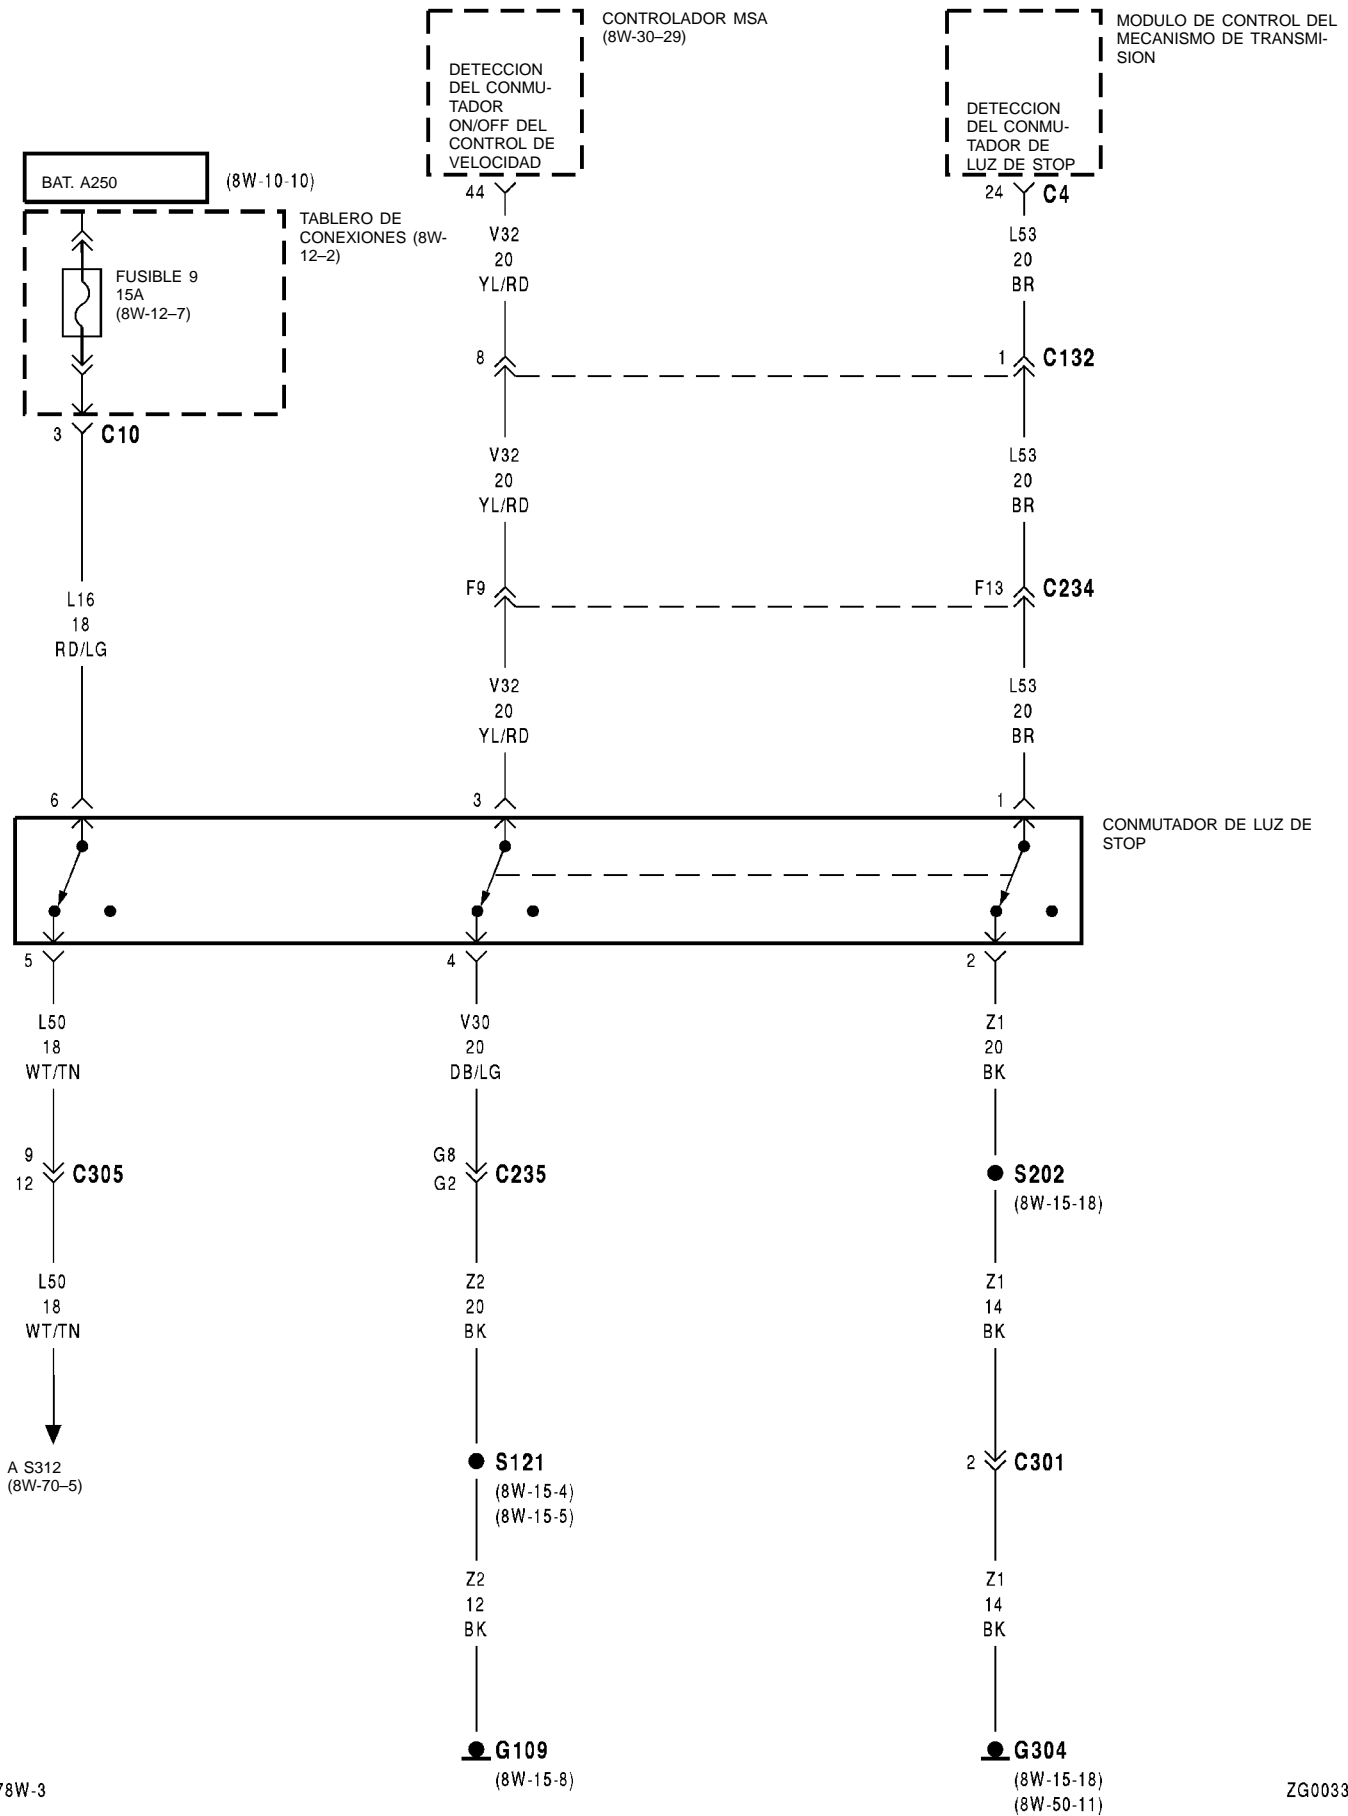 CONTROLADOR MSA
(8W-30–29)
MODULO DE CONTROL DEL
MECANISMO DE TRANSMI-
SION
DETECCION
DEL CONMU-
TADOR
ON/OFF DEL
CONTROL DE
VELOCIDAD
DETECCION
DEL CONMU-
TADOR DE
LUZ DE STOP
BAT. A250
(8W-10-10)
44
24
C4
TABLERO DE
CONEXIONES (8W-
12–2)
FUSIBLE 9
15A
(8W-12–7)
V32
20
YL/RD
L53
20
BR
8
1
C132
3
C10
V32
20
YL/RD
L53
20
BR
F9
F13
C234
L16
18
RD/LG
V32
20
YL/RD
L53
20
BR
6
3
1
CONMUTADOR DE LUZ DE
STOP
5
4
2
L50
18
WT/TN
V30
20
DB/LG
Z1
20
BK
9
12
C305
G8
G2
C235
S202
(8W-15-18)
L50
18
WT/TN
Z2
20
BK
Z1
14
BK
A S312
(8W-70–5)
S121
(8W-15-4)
(8W-15-5)
2
C301
Z2
12
BK
Z1
14
BK
G109
(8W-15-8)
G304
(8W-15-18)
(8W-50-11)
78W-3
ZG0033